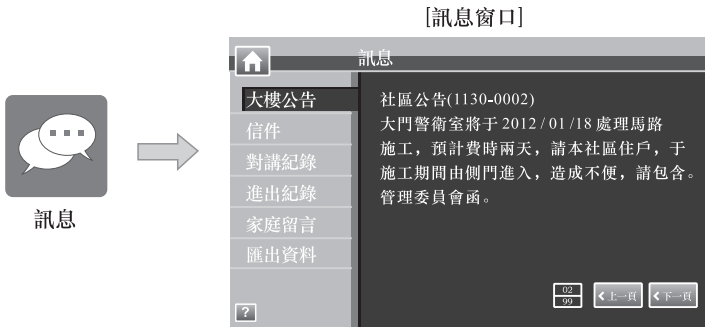 [訊息窗口]
訊息
大樓公告
信件
對講紀錄
進出紀錄
家庭留言
匯出資料
?
社區公告(1130-0002)
大門警衛室將于 2012 / 01 /18 處理馬路
施工，預計費時兩天，請本社區住戶，于
施工期間由側門進入，造成不便，請包含。
管理委員會函。
02
99
上一頁
下一頁
訊息